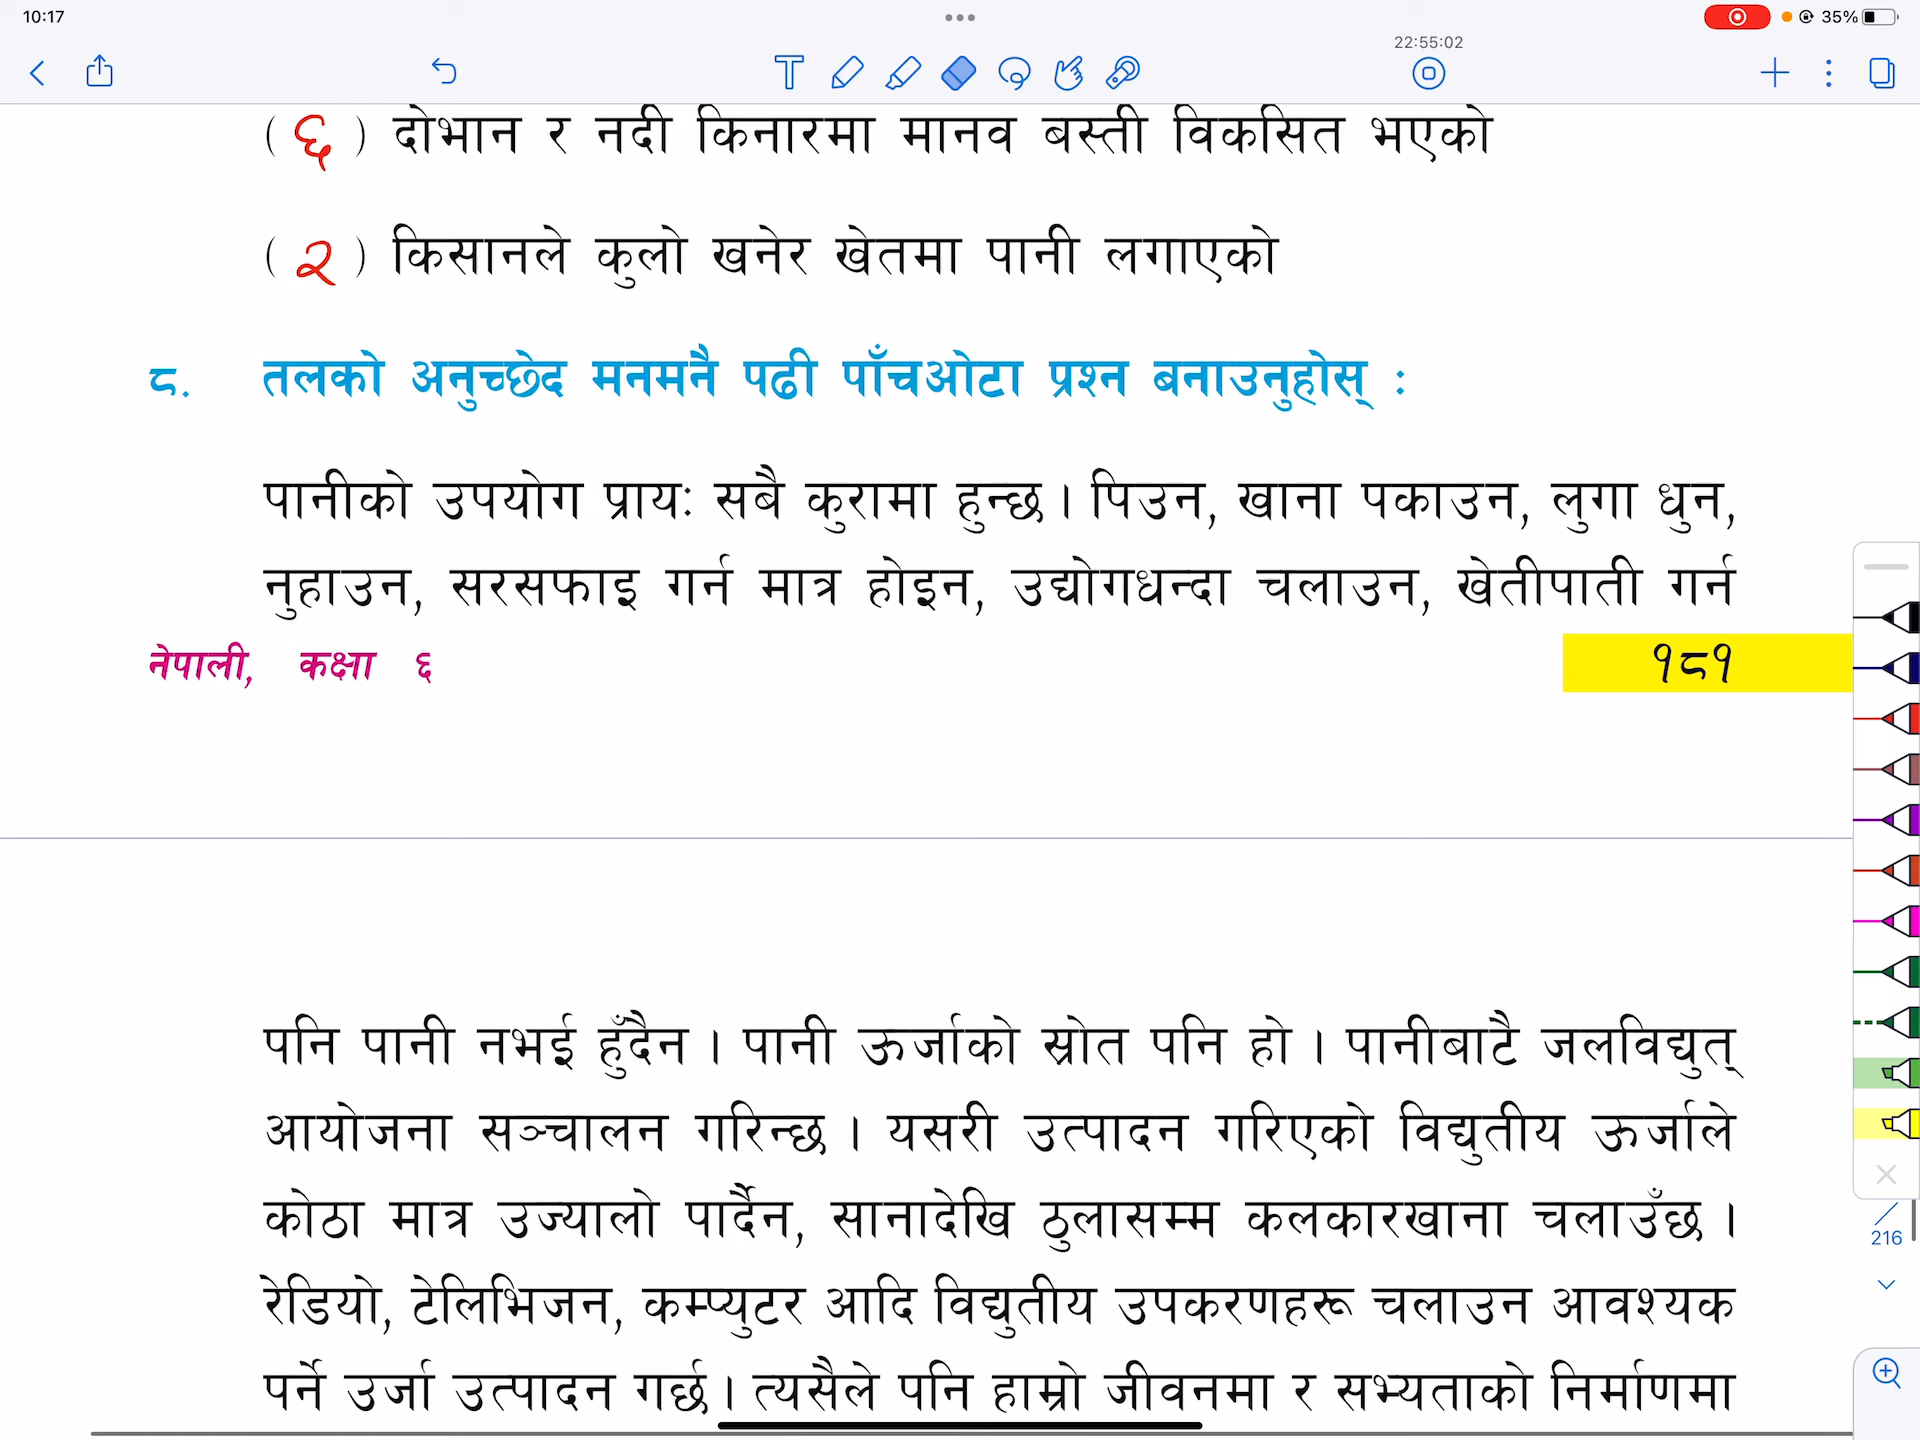 10:17
35%
22:55:02
( ६ ) दोभान र नदी किनारमा मानव बस्ती विकसित भएको
( २ ) किसानले कुलो खनेर खेतमा पानी लगाएको
८. तलको अनुच्छेद मनमनै पढी पाँचओटा प्रश्न बनाउनुहोस् :
पानीको उपयोग प्रायः सबै कुरामा हुन्छ । पिउन, खाना पकाउन, लुगा धुन,
नुहाउन, सरसफाइ गर्न मात्र होइन, उद्योगधन्दा चलाउन, खेतीपाती गर्न
नेपाली, कक्षा ६
१८१
पनि पानी नभई हुँदैन । पानी ऊर्जाको स्रोत पनि हो । पानीबाटै जलविद्युत्
आयोजना सञ्चालन गरिन्छ । यसरी उत्पादन गरिएको विद्युतीय ऊर्जाले
कोठा मात्र उज्यालो पार्दैन, सानादेखि ठुलासम्म कलकारखाना चलाउँछ ।
रेडियो, टेलिभिजन, कम्प्युटर आदि विद्युतीय उपकरणहरू चलाउन आवश्यक
पर्ने उर्जा उत्पादन गर्छ । त्यसैले पनि हाम्रो जीवनमा र सभ्यताको निर्माणमा
216